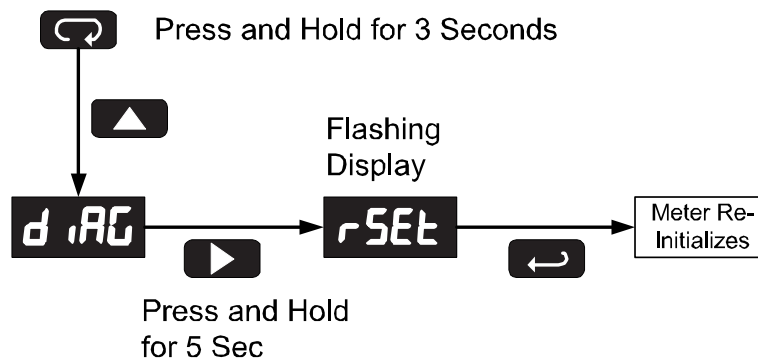 Press and Hold for 3 Seconds
Flashing
Display
d iAG
rSEt
Meter Re-
Initializes
Press and Hold
for 5 Sec